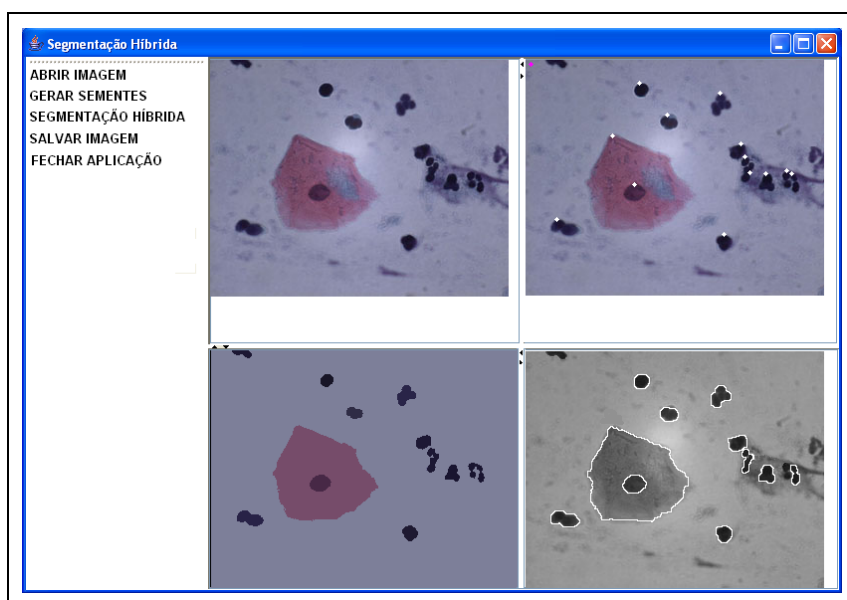 Segmentação Híbrida
ABRIR IMAGEM
GERAR SEMENTES
SEGMENTAÇÃO HÍBRIDA
SALVAR IMAGEM
FECHAR APLICAÇÃO